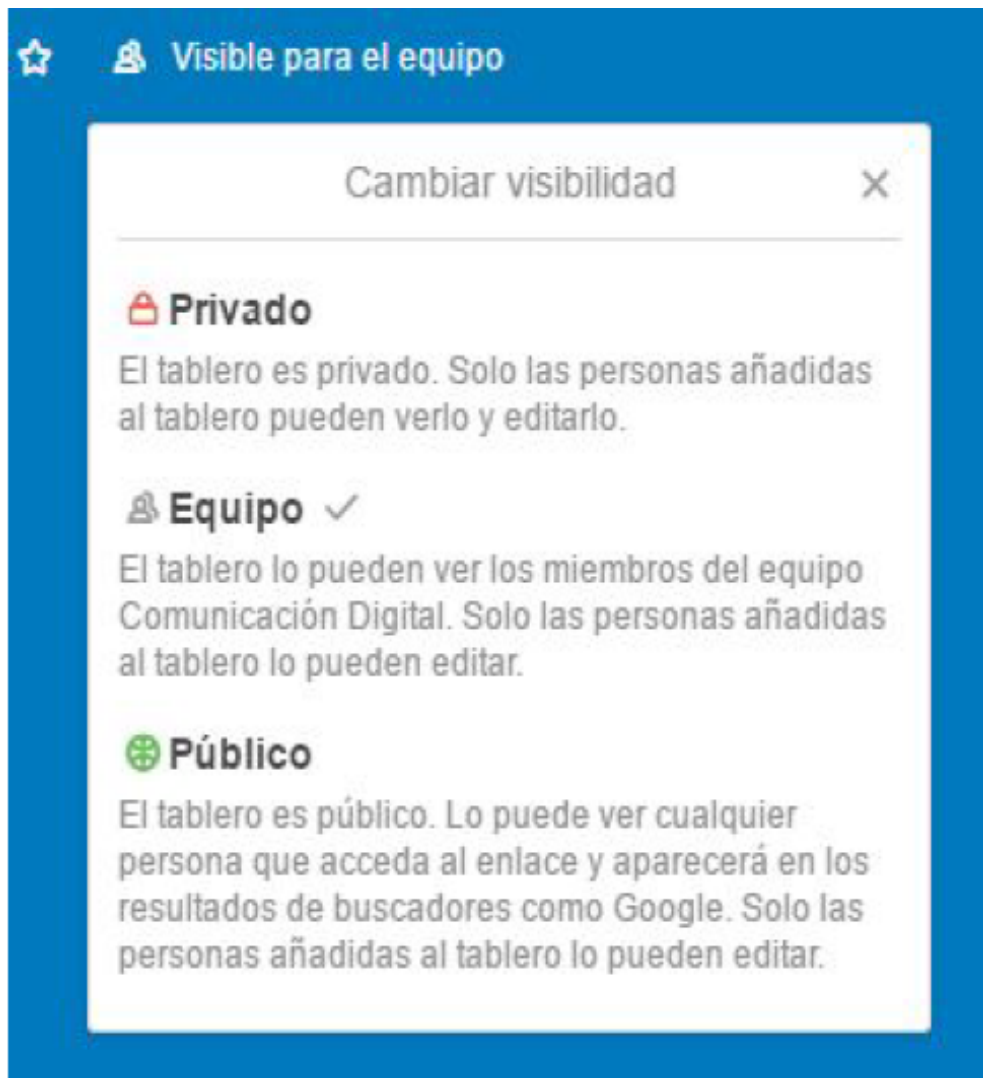 Visible para el equipo
Cambiar visibilidad
Privado
El tablero es privado. Solo las personas añadidas
al tablero pueden verlo y editarlo.
Equipo
El tablero lo pueden ver los miembros del equipo
Comunicación Digital. Solo las personas añadidas
al tablero lo pueden editar.
Público
El tablero es público. Lo puede ver cualquier
persona que acceda al enlace y aparecerá en los
resultados de buscadores como Google. Solo las
personas añadidas al tablero lo pueden editar.